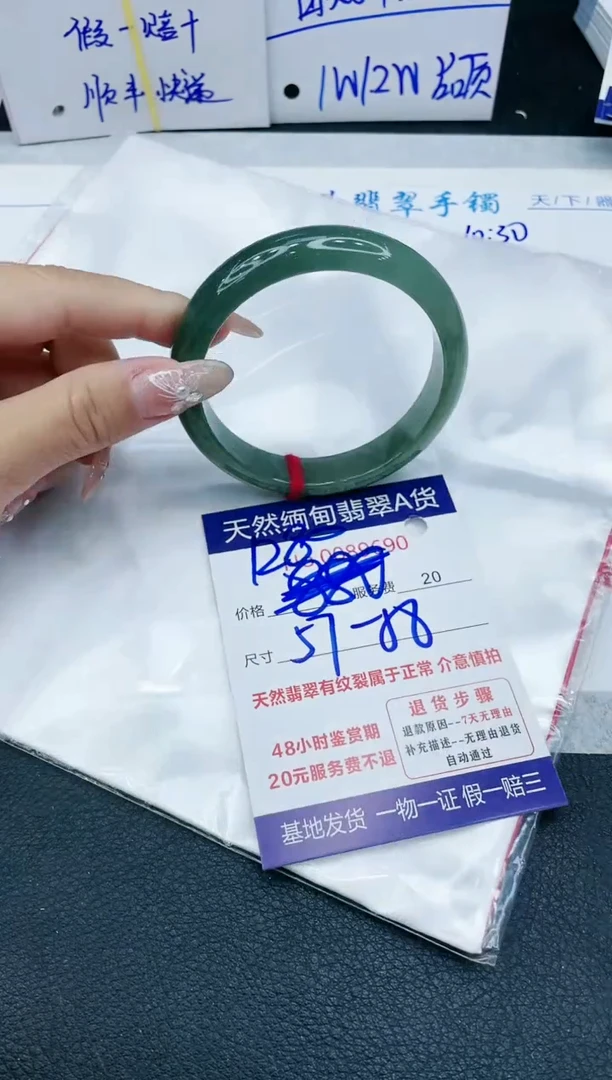 假一赔十
顺丰快递
1W/2W
翡翠手镯
天/下/
天然缅甸翡翠A货
0089690
价格
服务费 20
尺寸 57-88
天然翡翠有纹裂属于正常 介意慎拍
48小时鉴赏期
20元服务费不退
退货步骤
退款原因--7天无理由
补充描述--无理由退货
自动通过
基地发货 一物一证 假一赔三